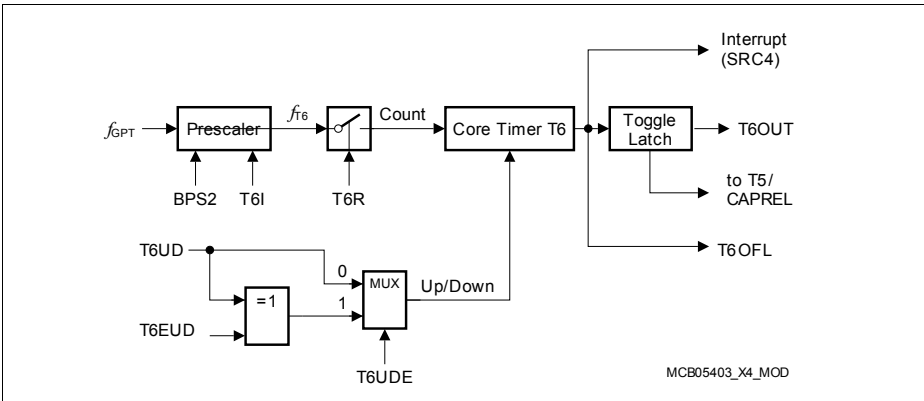 Interrupt
(SRC4)
fGPT
Prescaler
fT6
Count
Core Timer T6
Toggle
Latch
T6OUT
BPS2
T6I
T6R
to T5/
CAPREL
T6UD
T6OFL
0
MUX
Up/Down
=1
1
T6EUD
T6UDE
MCB05403_X4_MOD